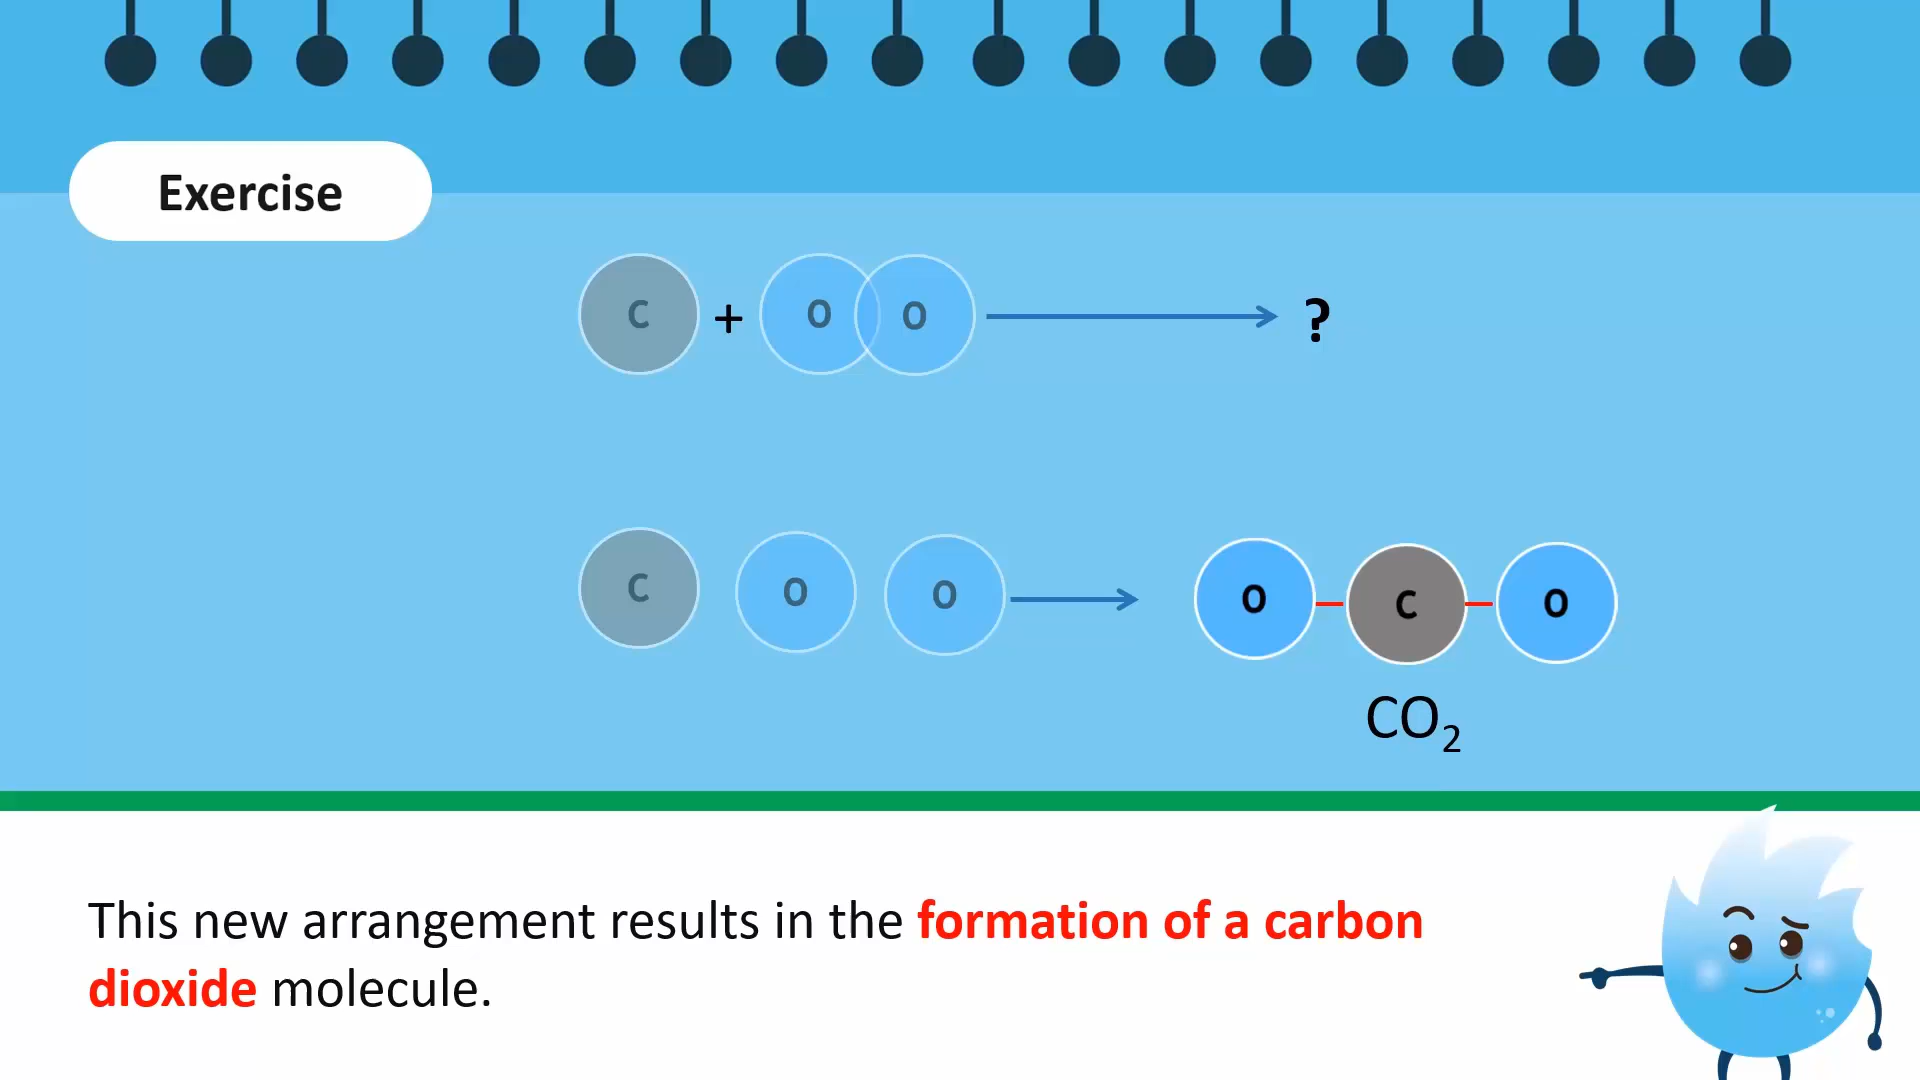 Exercise
C + O O ?
C O O O C O
CO₂
This new arrangement results in the formation of a carbon
dioxide molecule.